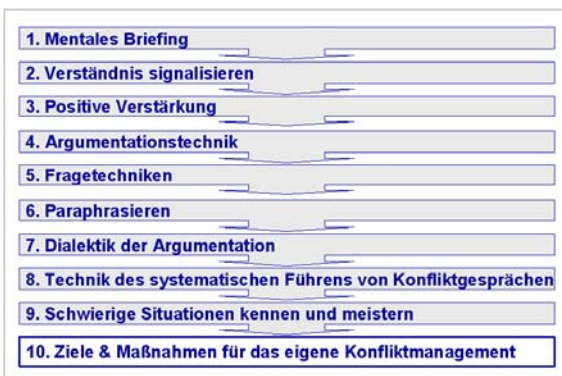 1. Mentales Briefing
2. Verständnis signalisieren
3. Positive Verstärkung
4. Argumentationstechnik
5. Fragetechniken
6. Paraphrasieren
7. Dialektik der Argumentation
8. Technik des systematischen Führens von Konfliktgesprächen
9. Schwierige Situationen kennen und meistern
10. Ziele & Maßnahmen für das eigene Konfliktmanagement